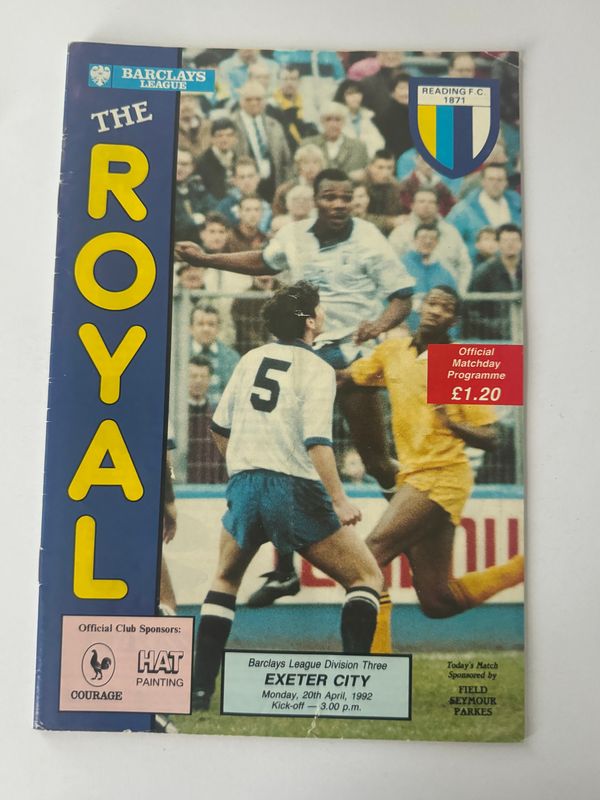 BARCLAYS
LEAGUE
THE
ROYAL
READING F.C.
1871
5
Official
Matchday
Programme
£1.20
Official Club Sponsors:
COURAGE
HAT
PAINTING
Barclays League Division Three
EXETER CITY
Monday, 20th April, 1992
Kick-off — 3.00 p.m.
Today's Match
Sponsored by
FIELD
SEYMOUR
PARKES